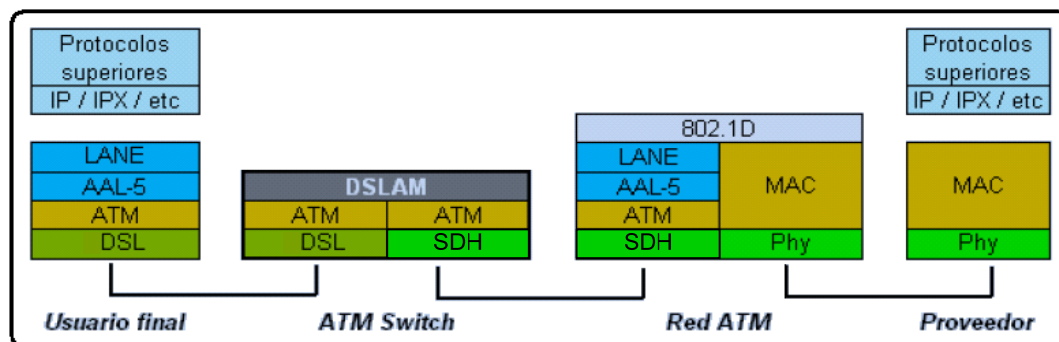 Protocolos
superiores
IP / IPX / etc
LANE
AAL-5
ATM
DSL
Usuario final
DSLAM
ATM
ATM
DSL
SDH
ATM Switch
802.1D
LANE
AAL-5
ATM
SDH
MAC
Phy
Red ATM
Protocolos
superiores
IP / IPX / etc
MAC
Phy
Proveedor